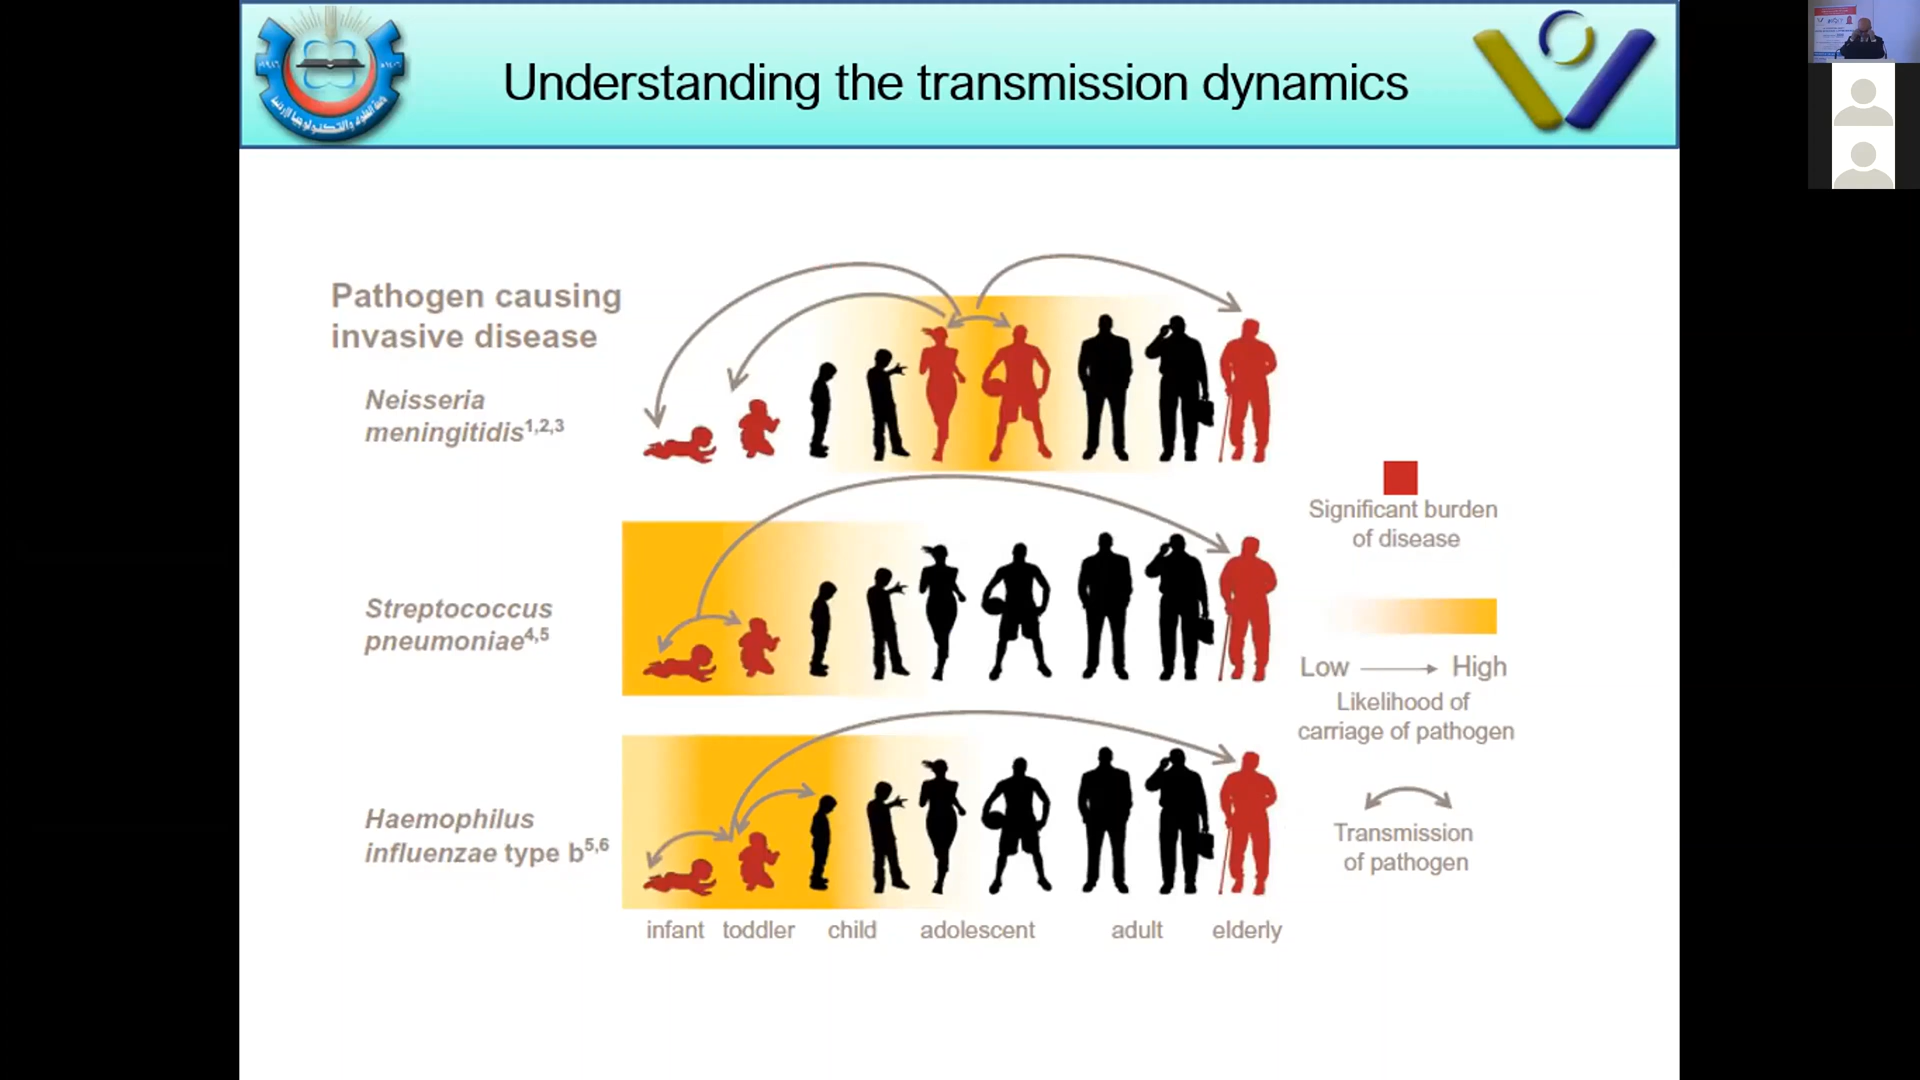 Understanding the transmission dynamics
Pathogen causing
invasive disease
Neisseria
meningitidis1,2,3
Streptococcus
pneumoniae4,5
Haemophilus
influenzae type b5,6
infant toddler child adolescent adult elderly
Significant burden
of disease
Low High
Likelihood of
carriage of pathogen
Transmission
of pathogen